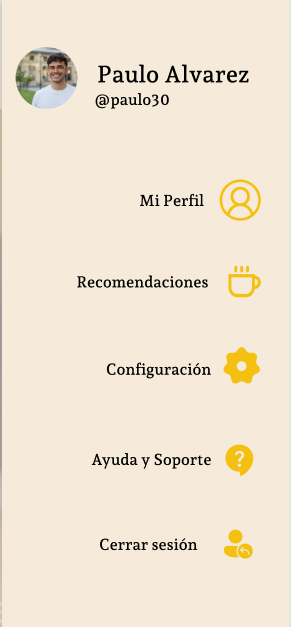 Paulo Alvarez
@paulo30
Mi Perfil
Recomendaciones
Configuración
Ayuda y Soporte
Cerrar sesión